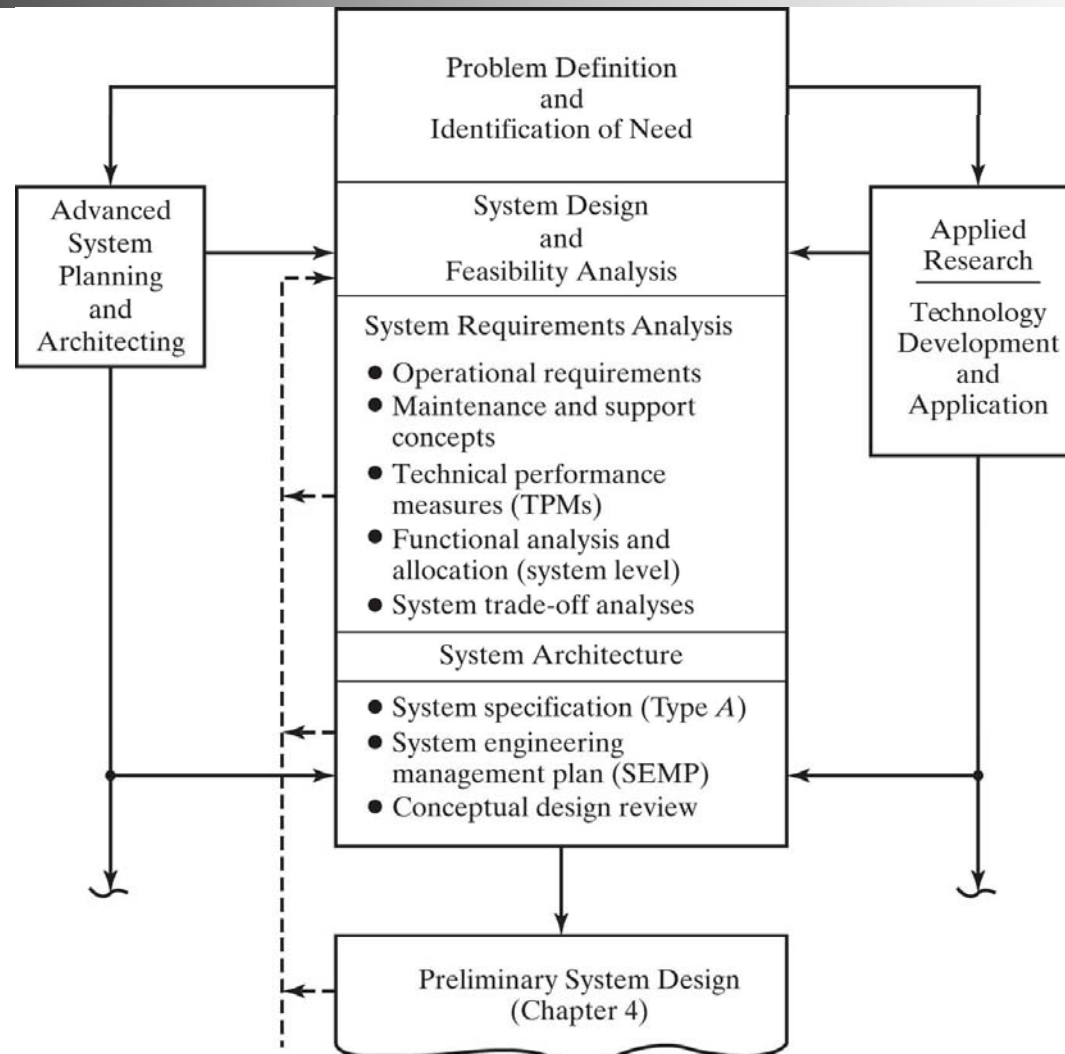 Problem Definition
and
Identification of Need
Advanced
System
Planning
and
Architecting
System Design
and
Feasibility Analysis
Applied
Research
Technology
Development
and
Application
System Requirements Analysis
● Operational requirements
● Maintenance and support
concepts
● Technical performance
measures (TPMs)
● Functional analysis and
allocation (system level)
● System trade-off analyses
System Architecture
● System specification (Type A)
● System engineering
management plan (SEMP)
● Conceptual design review
Preliminary System Design
(Chapter 4)